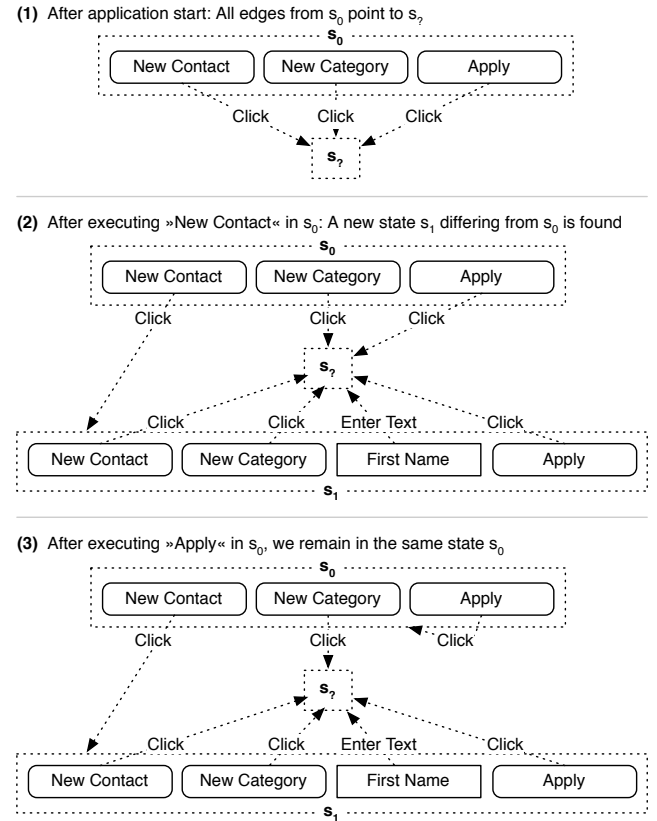 (1) After application start: All edges from s0 point to s?
s0
New Contact New Category Apply
Click Click Click
s?
(2) After executing »New Contact« in s0: A new state s1 differing from s0 is found
s0
New Contact New Category Apply
Click Click Click
s?
Click Click Enter Text Click
New Contact New Category First Name Apply
s1
(3) After executing »Apply« in s0, we remain in the same state s0
s0
New Contact New Category Apply
Click Click Click
s?
Click Click Enter Text Click
New Contact New Category First Name Apply
s1